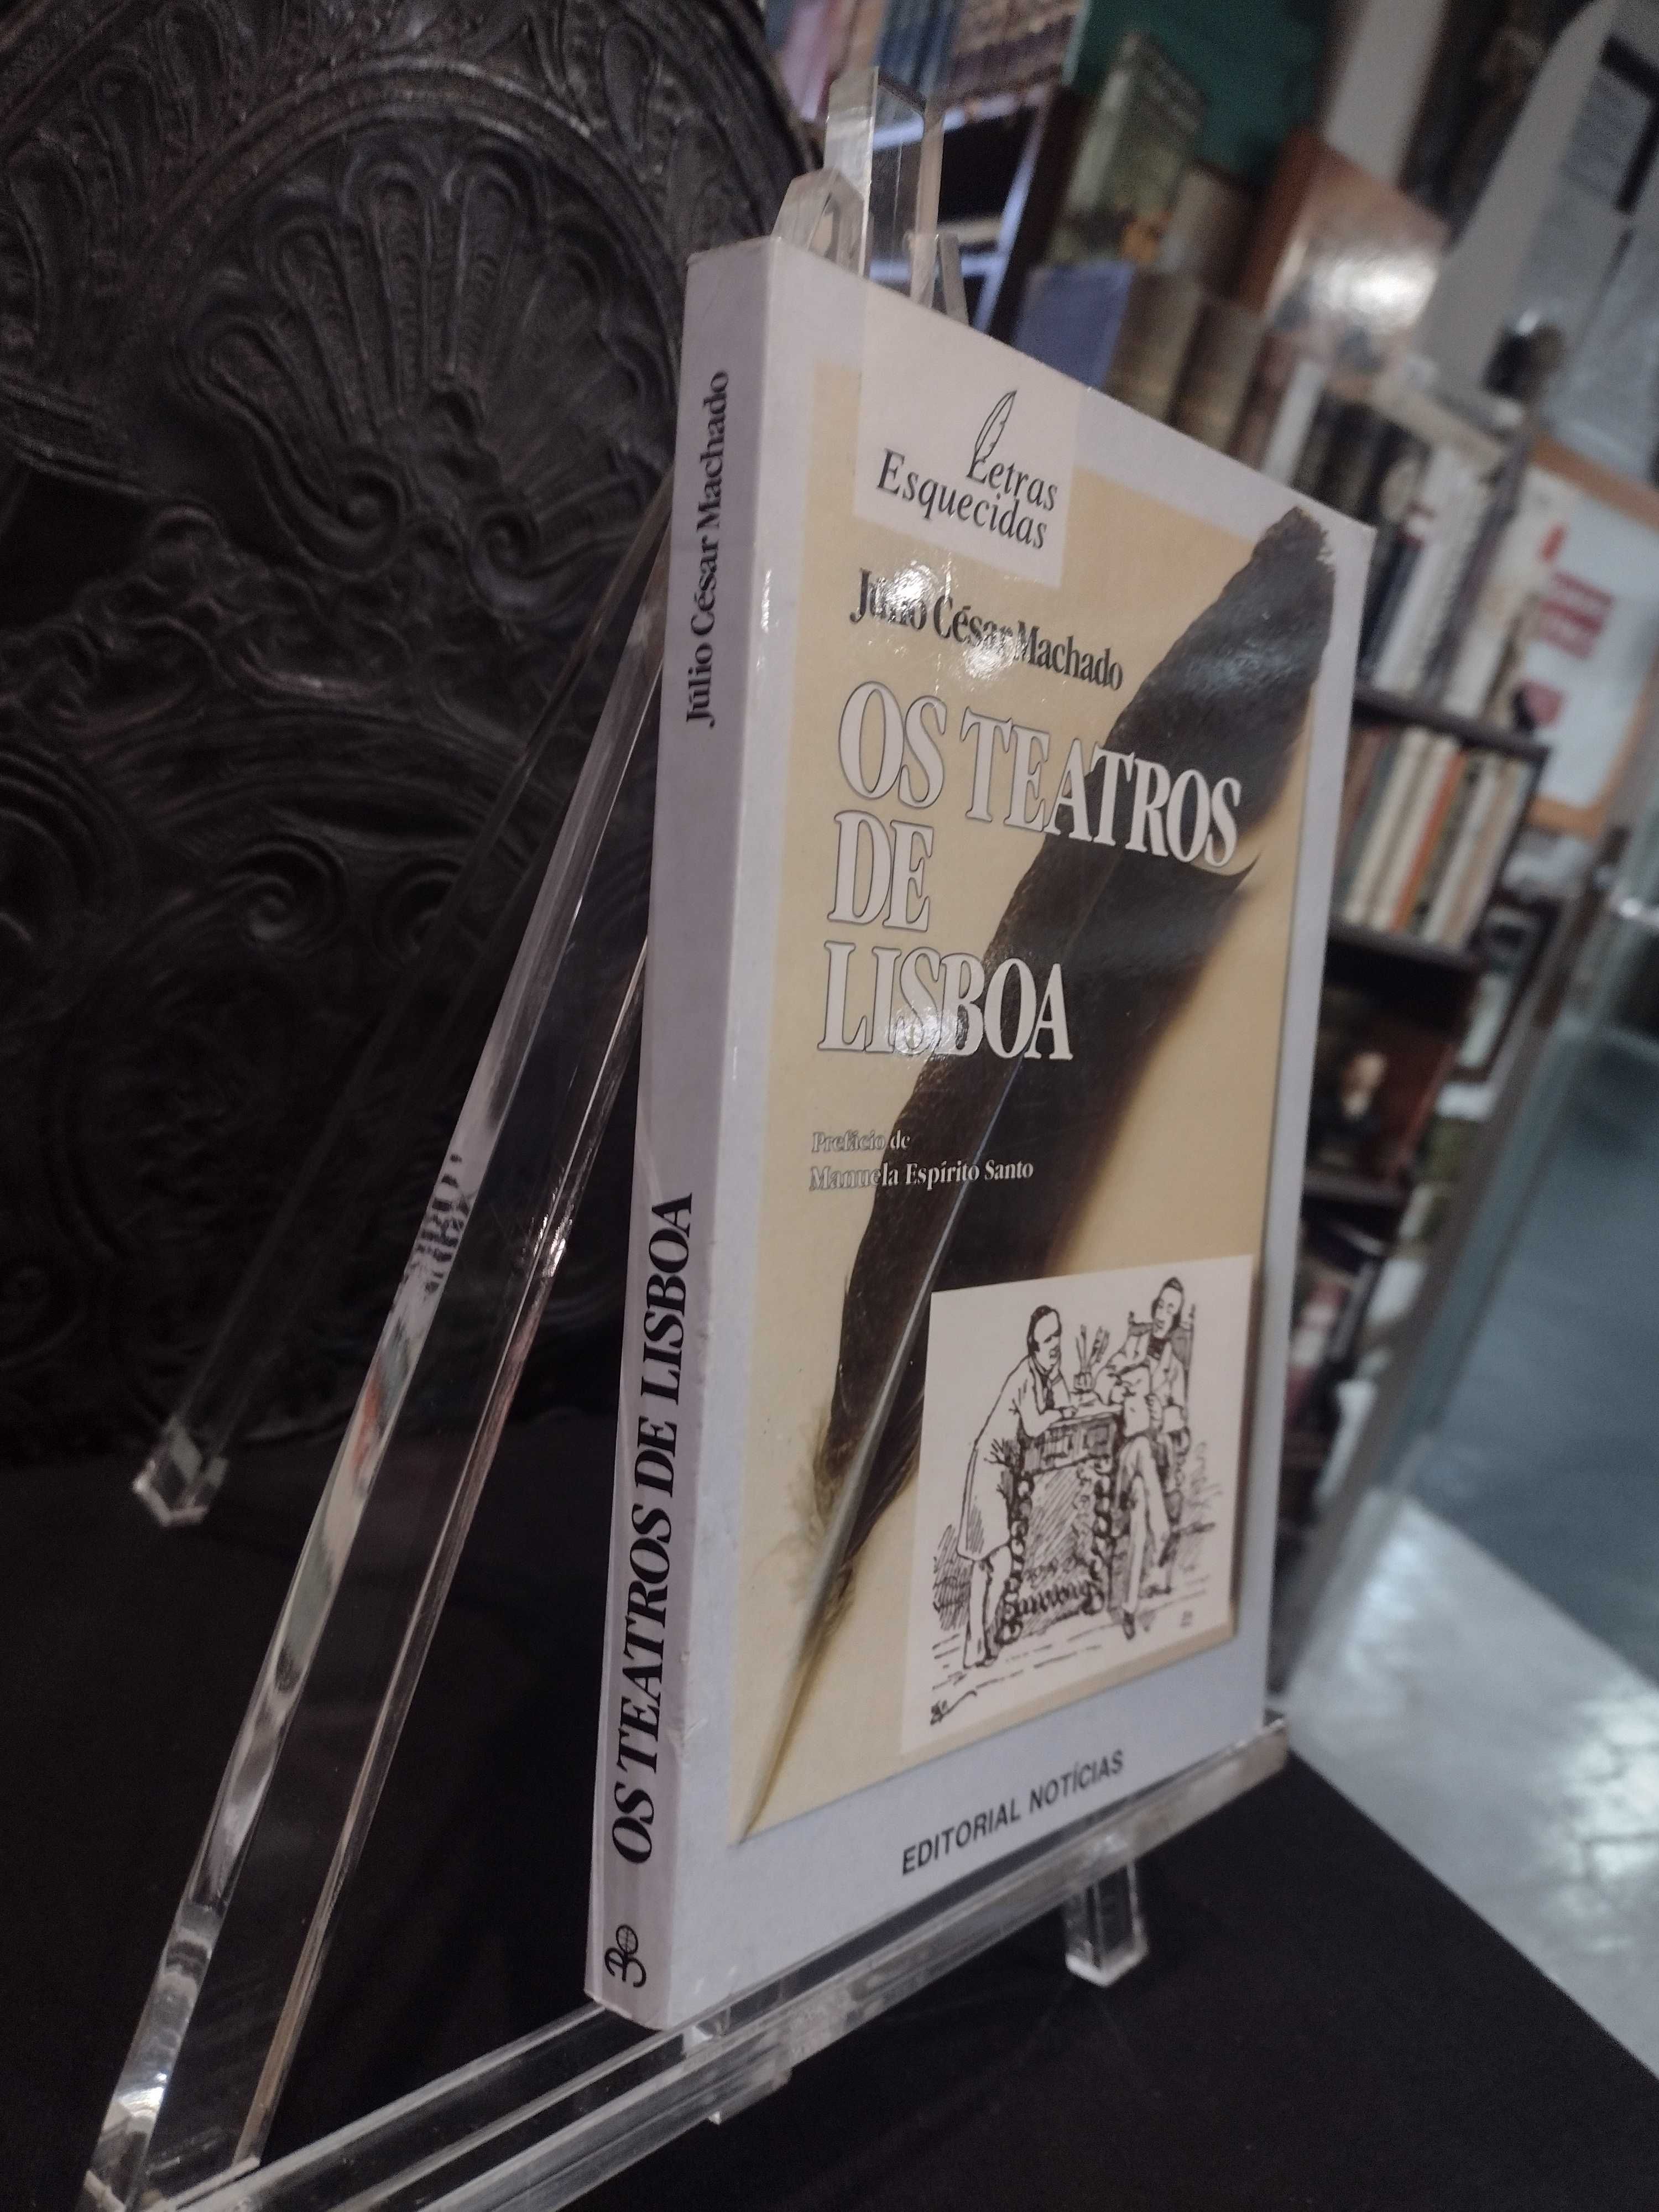 Júlio César Machado
OS TEATROS DE LISBOA
Letras
Esquecidas
Júlio César Machado
OS TEATROS
DE
LISBOA
Prefácio de
Manuela Espírito Santo
EDITORIAL NOTÍCIAS